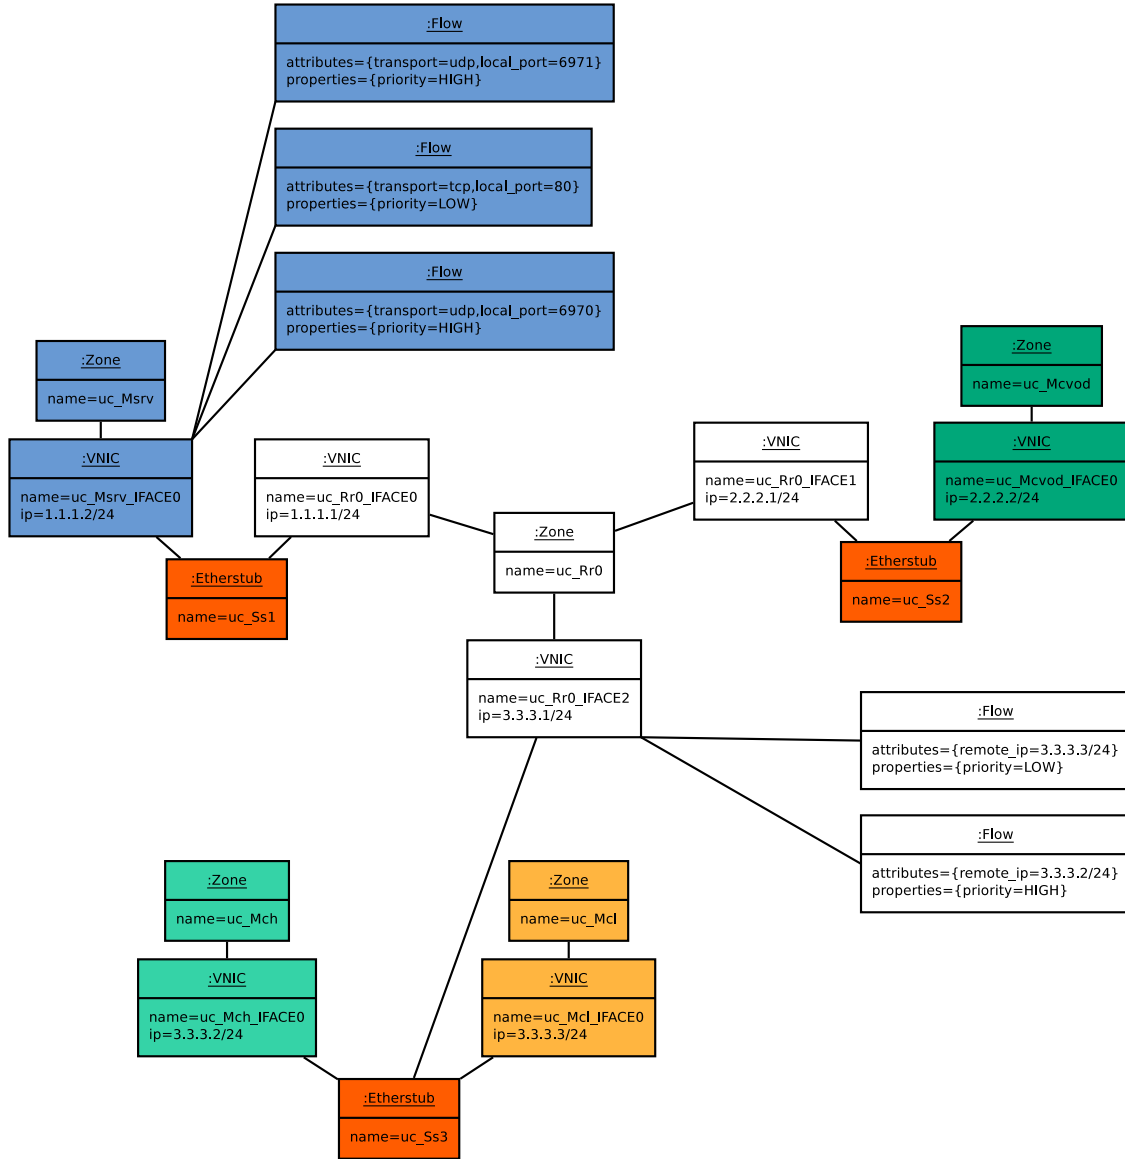 :Flow
attributes={transport=udp,local_port=6971}
properties={priority=HIGH}
:Flow
attributes={transport=tcp,local_port=80}
properties={priority=LOW}
:Flow
attributes={transport=udp,local_port=6970}
properties={priority=HIGH}
:Zone
name=uc_Msrv
:Zone
name=uc_Mcvod
:VNIC
name=uc_Msrv_IFACE0
ip=1.1.1.2/24
:VNIC
name=uc_Rr0_IFACE0
ip=1.1.1.1/24
:VNIC
name=uc_Rr0_IFACE1
ip=2.2.2.1/24
:VNIC
name=uc_Mcvod_IFACE0
ip=2.2.2.2/24
:Zone
name=uc_Rr0
:Etherstub
name=uc_Ss1
:Etherstub
name=uc_Ss2
:VNIC
name=uc_Rr0_IFACE2
ip=3.3.3.1/24
:Flow
attributes={remote_ip=3.3.3.3/24}
properties={priority=LOW}
:Flow
attributes={remote_ip=3.3.3.2/24}
properties={priority=HIGH}
:Zone
name=uc_Mch
:Zone
name=uc_Mcl
:VNIC
name=uc_Mch_IFACE0
ip=3.3.3.2/24
:VNIC
name=uc_Mcl_IFACE0
ip=3.3.3.3/24
:Etherstub
name=uc_Ss3